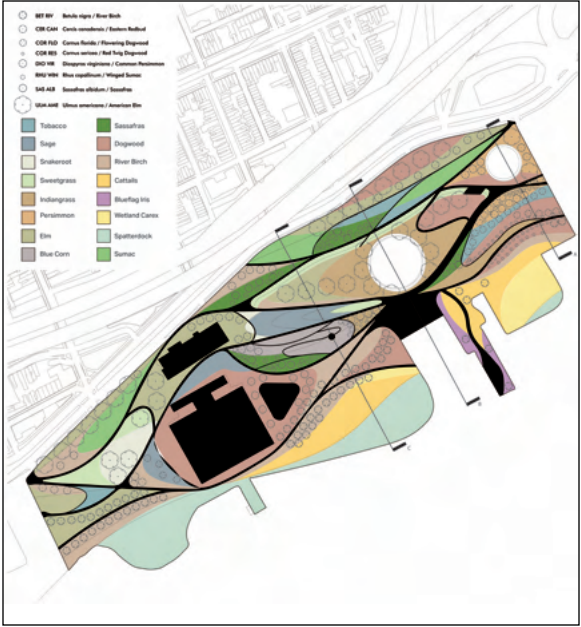 BET RIV Betula nigra / River Birch
CER CAN Cercis canadensis / Eastern Redbud
COR FLO Cornus florida / Flowering Dogwood
COR RES Cornus sericea / Red Twig Dogwood
DIO VIR Diospyros virginiana / Common Persimmon
RHU WIN Rhus copallinum / Winged Sumac
SAS ALB Sassafras albidum / Sassafras
ULM AME Ulmus americana / American Elm
Tobacco Sassafras
Sage Dogwood
Snakeroot River Birch
Sweetgrass Cattails
Indiangrass Blueflag Iris
Persimmon Wetland Cares
Elm Spatterdock
Blue Corn Sumac
A
B
C